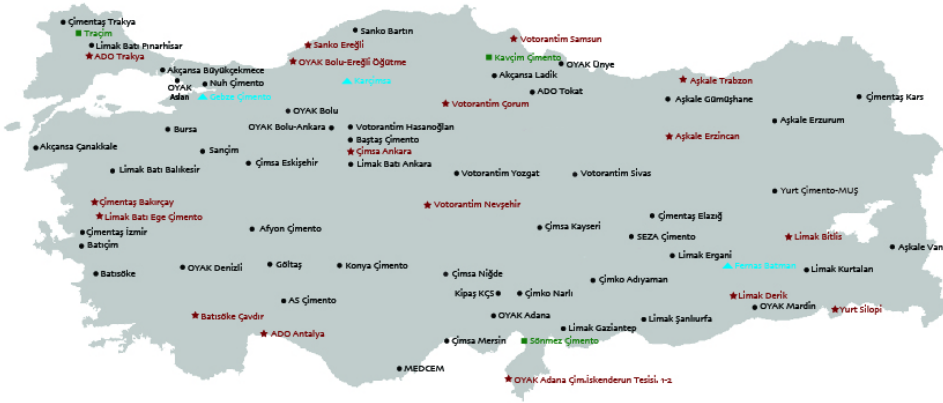 Çimentaş Trakya
Sanko Bartın
Traçim
Sanko Ereğli
Votorantim Samsun
Limak Batı Pınarhisar
ADO Trakya
OYAK Bolu-Ereğli Öğütme
Kavçim Çimento
OYAK Ünye
Akçansa Büyükçekmece
Akçansa Ladik
Nuh Çimento
Karçimsa
Aşkale Trabzon
OYAK
Aslan
Gebze Çimento
ADO Tokat
Çimentaş Kars
Votorantim Çorum
Aşkale Gümüşhane
OYAK Bolu
Aşkale Erzurum
Bursa
OYAK Bolu-Ankara
Votorantim Hasanoğlan
Aşkale Erzincan
Baştaş Çimento
Akçansa Çanakkale
Sançim
Çimsa Ankara
Çimsa Eskişehir
Limak Batı Ankara
Limak Batı Balıkesir
Votorantim Yozgat
Votorantim Sivas
Yurt Çimento-MUŞ
Çimentaş Bakırçay
Votorantim Nevşehir
Limak Batı Ege Çimento
Çimentaş Elazığ
Çimentaş İzmir
Afyon Çimento
Çimsa Kayseri
SEZA Çimento
Limak Bitlis
Batıçim
Aşkale Van
Limak Ergani
OYAK Denizli
Göltaş
Konya Çimento
Fernas Batman
Limak Kurtalan
Batısöke
Çimsa Niğde
Çimko Adıyaman
Kipaş KÇS
Çimko Narlı
Limak Derik
AS Çimento
OYAK Mardin
Yurt Silopi
Batısöke Çavdır
OYAK Adana
Limak Şanlıurfa
ADO Antalya
Limak Gaziantep
Çimsa Mersin
Sönmez Çimento
MEDCEM
OYAK Adana Çim.İskenderun Tesisi. 1-2